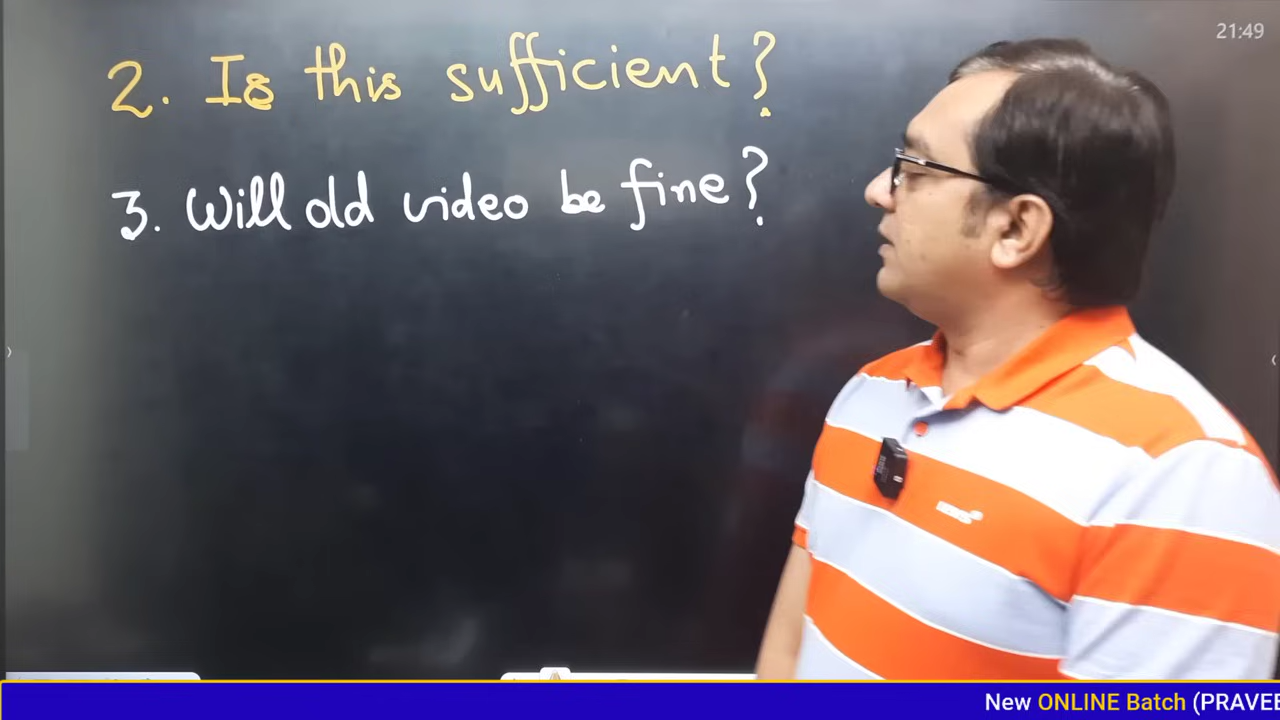 21:49
2. Is this sufficient?
3. Will old video be fine?
New ONLINE Batch (PRAVEE